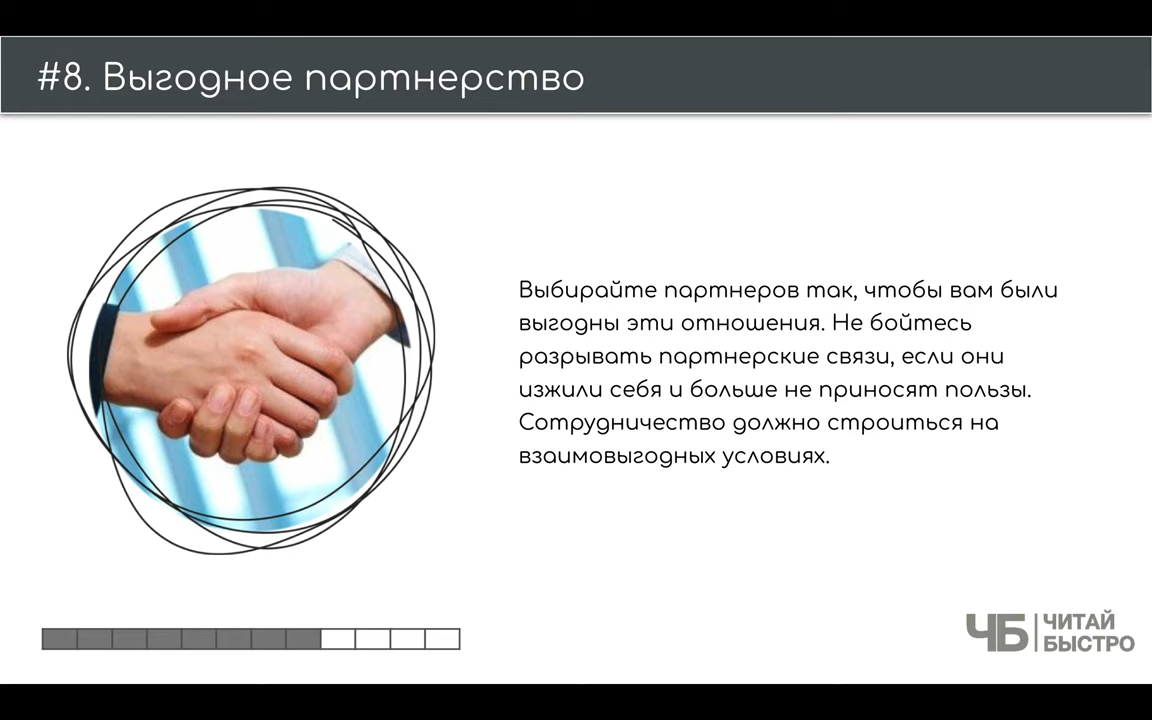 #8. Выгодное партнерство
Выбирайте партнеров так, чтобы вам были
выгодны эти отношения. Не бойтесь
разрывать партнерские связи, если они
изжили себя и больше не приносят пользы.
Сотрудничество должно строиться на
взаимовыгодных условиях.
ЧБ
ЧИТАЙ
БЫСТРО